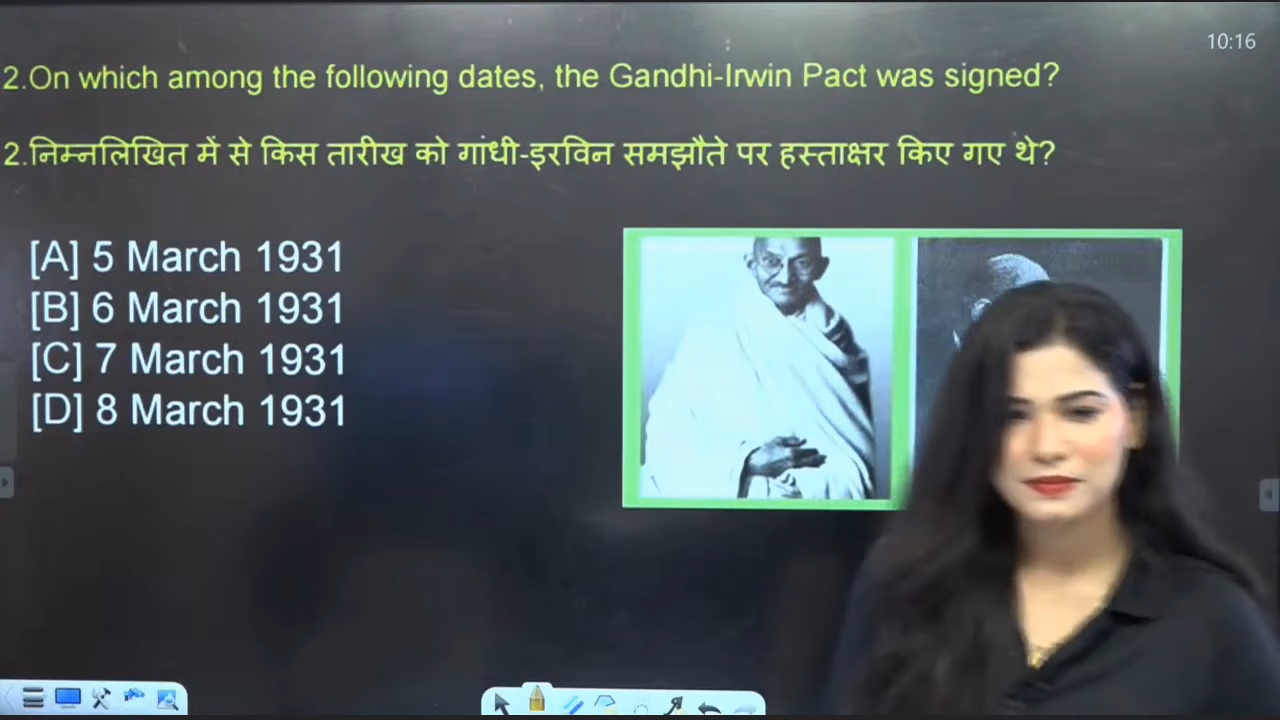 10:16
2.On which among the following dates, the Gandhi-Irwin Pact was signed?
2.निम्नलिखित में से किस तारीख को गांधी-इरविन समझौते पर हस्ताक्षर किए गए थे?
[A] 5 March 1931
[B] 6 March 1931
[C] 7 March 1931
[D] 8 March 1931